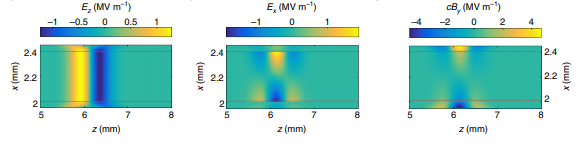 E_z (MV m⁻¹)
−1 −0.5 0 0.5 1
x (mm)
2.4
2.2
2
5 6 7 8
z (mm)
E_x (MV m⁻¹)
−1 0 1
x (mm)
2.4
2.2
2
5 6 7 8
z (mm)
cB_y (MV m⁻¹)
−4 −2 0 2 4
2.4
2.2
2
x (mm)
5 6 7 8
z (mm)